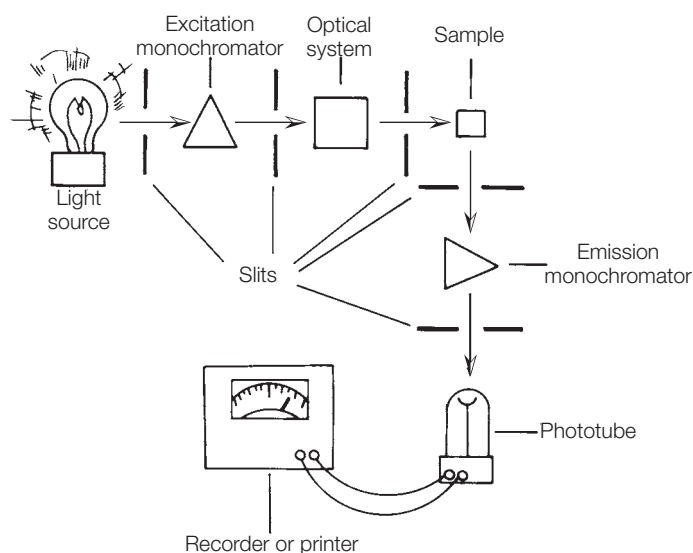 Excitation
monochromator
Optical
system
Sample
Light
source
Slits
Emission
monochromator
Phototube
Recorder or printer